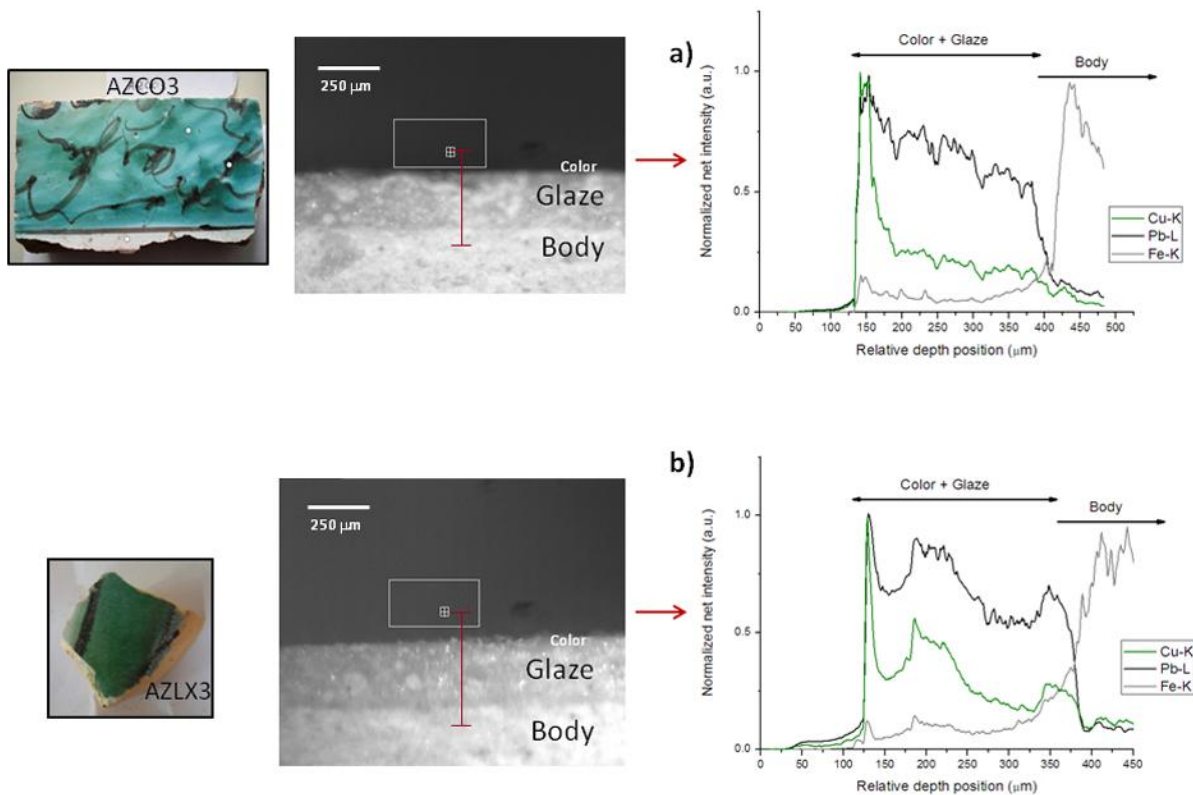 AZCO3
250 µm
Color
Glaze
Body
a)
Color + Glaze
Body
Normalized net intensity (a.u.)
1.0
0.5
0.0
Cu-K
Pb-L
Fe-K
0 50 100 150 200 250 300 350 400 450 500
Relative depth position (µm)
AZLX3
250 µm
Color
Glaze
Body
b)
Color + Glaze
Body
Normalized net intensity (a.u.)
1.0
0.5
0.0
Cu-K
Pb-L
Fe-K
0 50 100 150 200 250 300 350 400 450
Relative depth position (µm)